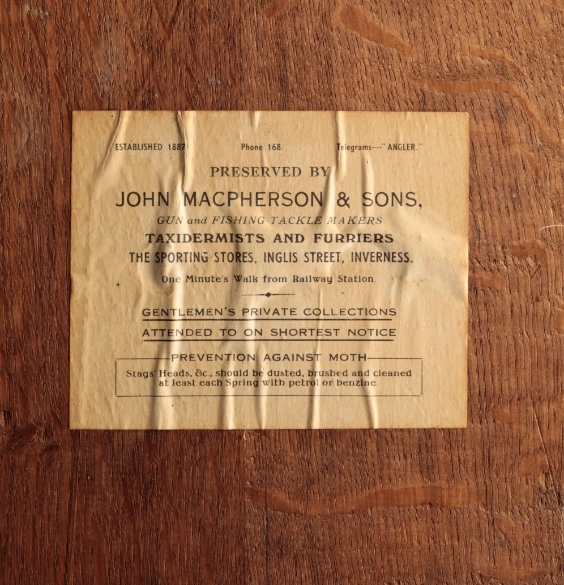 ESTABLISHED 1887 Phone 168. Telegrams—"ANGLER."
PRESERVED BY
JOHN MACPHERSON & SONS,
GUN and FISHING TACKLE MAKERS
TAXIDERMISTS AND FURRIERS
THE SPORTING STORES, INGLIS STREET, INVERNESS.
One Minute's Walk from Railway Station.
GENTLEMEN'S PRIVATE COLLECTIONS
ATTENDED TO ON SHORTEST NOTICE
PREVENTION AGAINST MOTH
Stags' Heads, &c., should be dusted, brushed and cleaned
at least each Spring with petrol or benzine